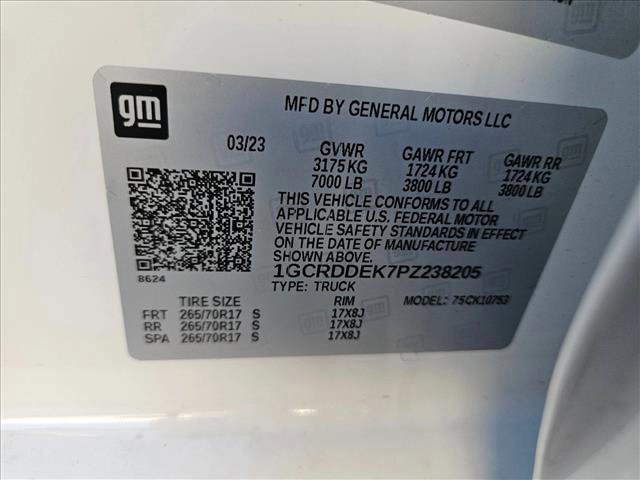 gm
MFD BY GENERAL MOTORS LLC
03/23 GVWR GAWR FRT GAWR RR
3175 KG 1724 KG 1724 KG
7000 LB 3800 LB 3800 LB
THIS VEHICLE CONFORMS TO ALL
APPLICABLE U.S. FEDERAL MOTOR
VEHICLE SAFETY STANDARDS IN EFFECT
ON THE DATE OF MANUFACTURE
SHOWN ABOVE.
8624
1GCRDDEK7PZ238205
TYPE: TRUCK MODEL: 75CK10753
TIRE SIZE RIM
FRT 265/70R17 S 17X8J
RR 265/70R17 S 17X8J
SPA 265/70R17 S 17X8J